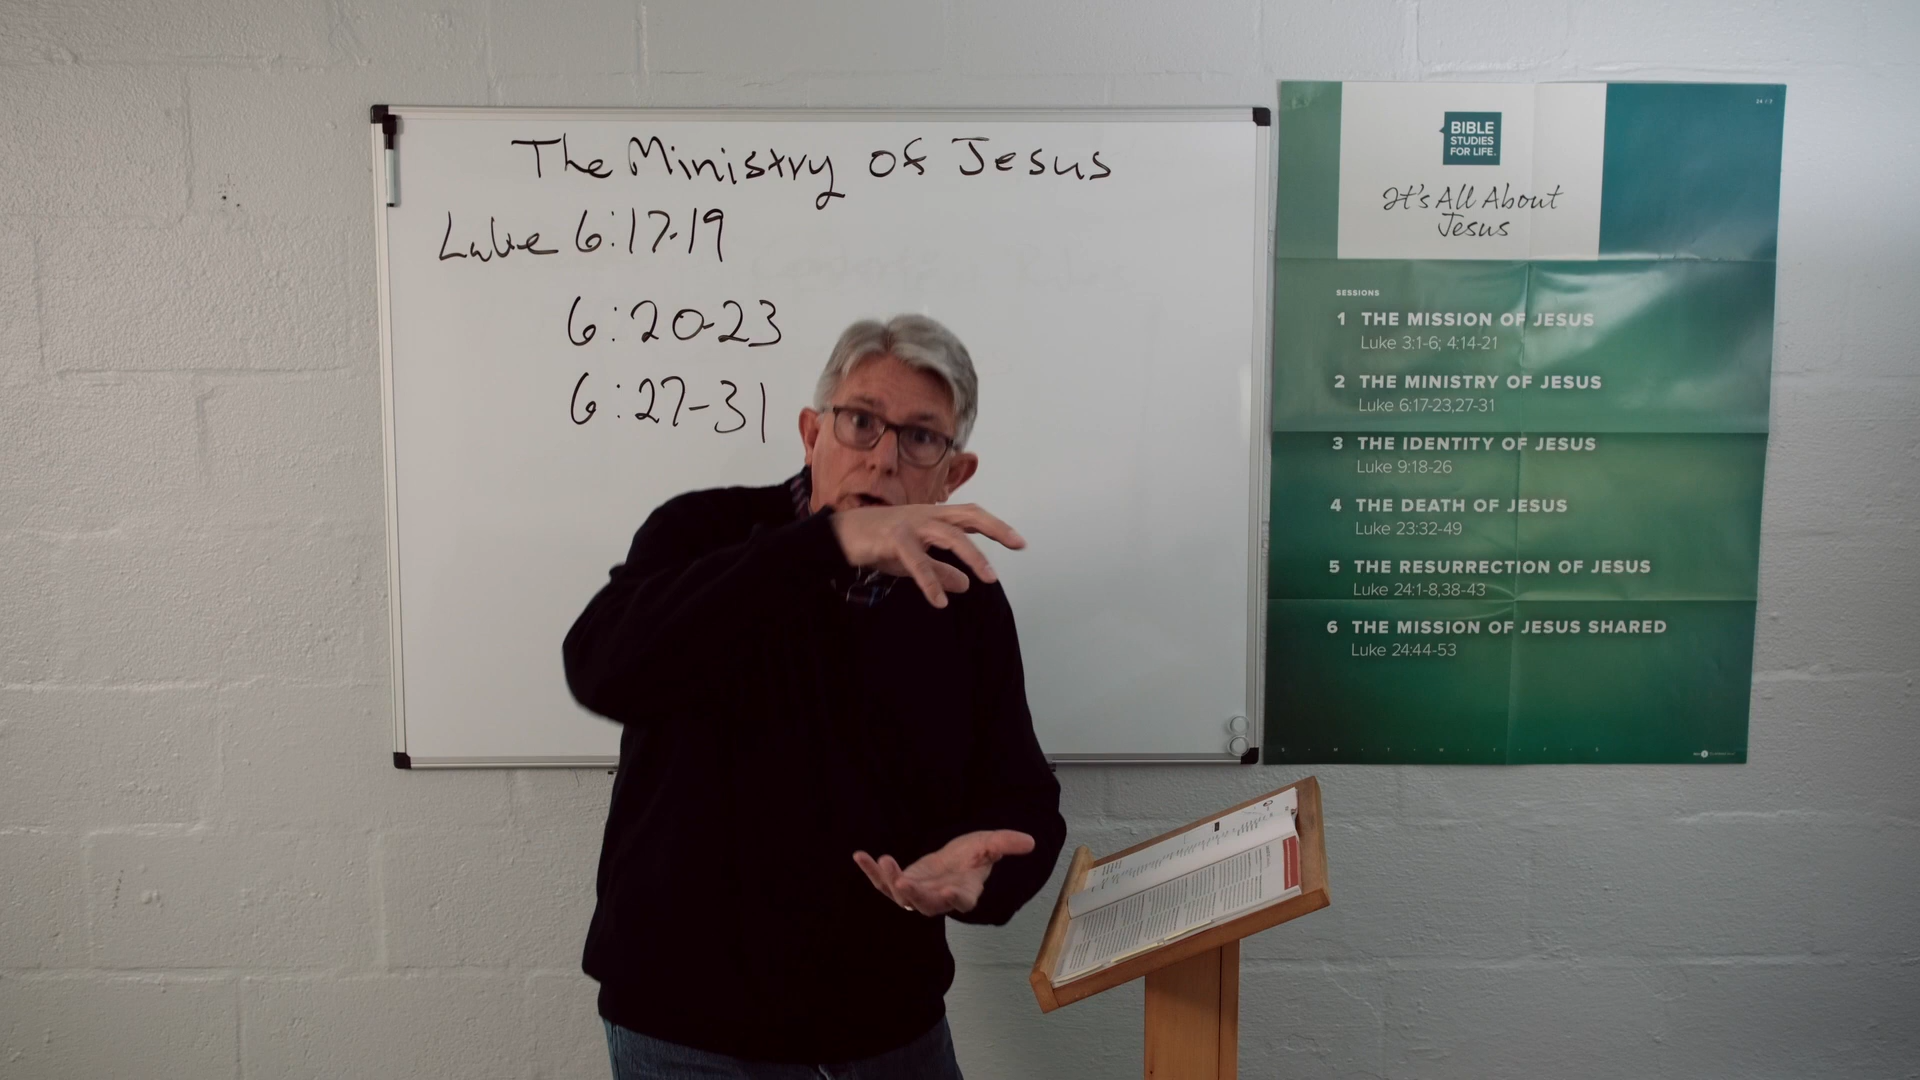 The Ministry of Jesus
Luke 6:17-19
6:20-23
6:27-31
BIBLE
STUDIES
FOR LIFE.
It's All About
Jesus
SESSIONS
1 THE MISSION OF JESUS
Luke 3:1-6; 4:14-21
2 THE MINISTRY OF JESUS
Luke 6:17-23,27-31
3 THE IDENTITY OF JESUS
Luke 9:18-26
4 THE DEATH OF JESUS
Luke 23:32-49
5 THE RESURRECTION OF JESUS
Luke 24:1-8,38-43
6 THE MISSION OF JESUS SHARED
Luke 24:44-53